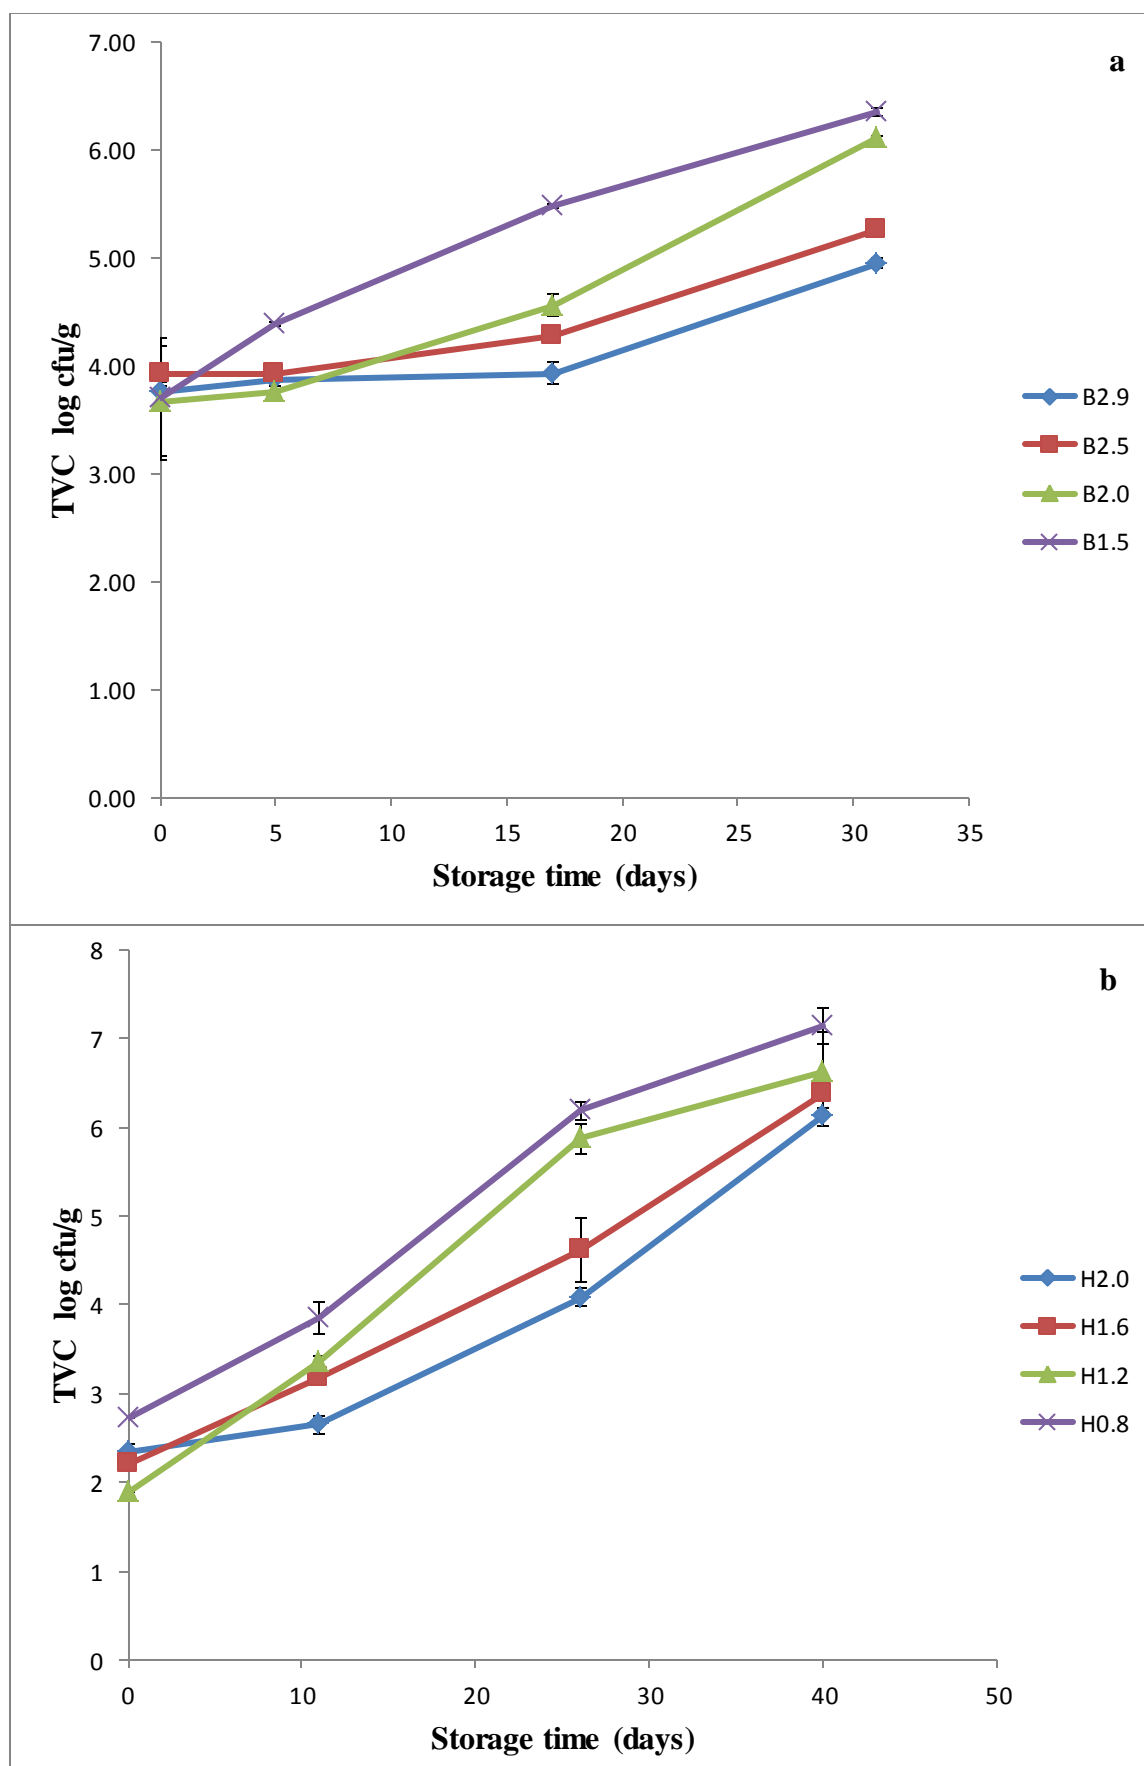 a
7.00
6.00
5.00
4.00
3.00
2.00
1.00
0.00
TVC log cfu/g
0 5 10 15 20 25 30 35
Storage time (days)
B2.9
B2.5
B2.0
B1.5
b
8
7
6
5
4
3
2
1
0
TVC log cfu/g
0 10 20 30 40 50
Storage time (days)
H2.0
H1.6
H1.2
H0.8